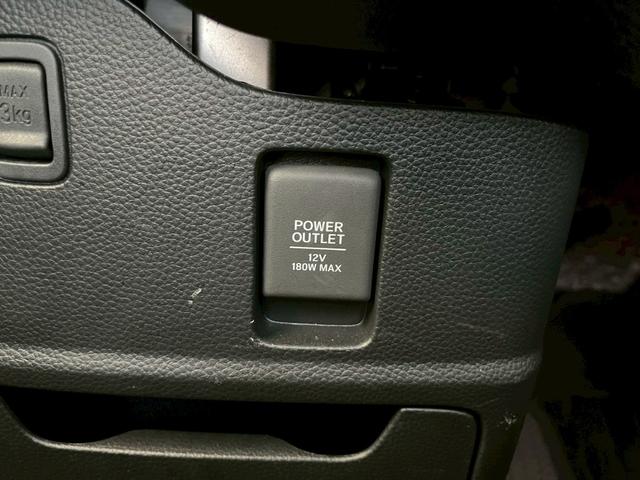 MAX
3kg
POWER
OUTLET
12V
180W MAX